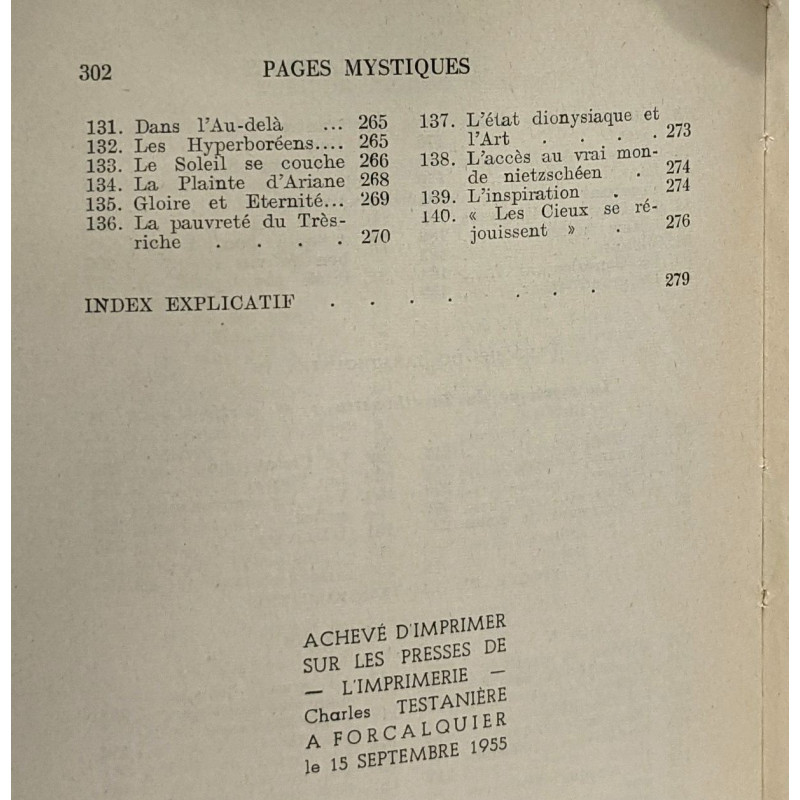 302 PAGES MYSTIQUES
131. Dans l'Au-delà ... 265
132. Les Hyperboréens.... 265
133. Le Soleil se couche 266
134. La Plainte d'Ariane 268
135. Gloire et Eternité... 269
136. La pauvreté du Très-
riche . . . . 270
137. L'état dionysiaque et
l'Art . . . . 273
138. L'accès au vrai mon-
de nietzschéen . 274
139. L'inspiration . 274
140. « Les Cieux se ré-
jouissent » . 276
INDEX EXPLICATIF . . . . . . . 279
ACHEVÉ D'IMPRIMER
SUR LES PRESSES DE
— L'IMPRIMERIE —
Charles TESTANIÈRE
A FORCALQUIER
le 15 SEPTEMBRE 1955